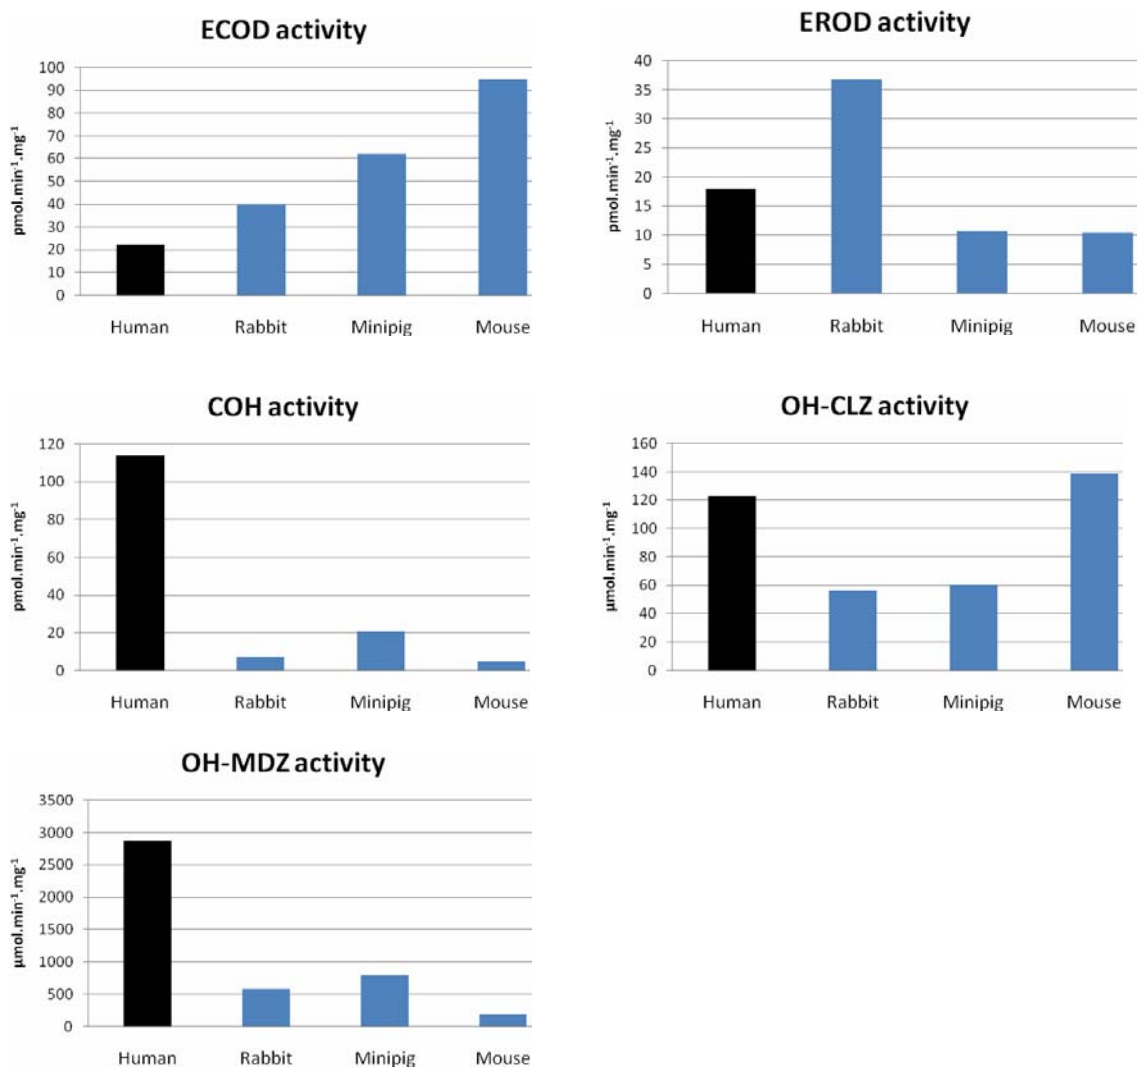 ECOD activity
100
90
80
70
60
50
40
30
20
10
0
pmol.min⁻¹.mg⁻¹
Human Rabbit Minipig Mouse
EROD activity
40
35
30
25
20
15
10
5
0
pmol.min⁻¹.mg⁻¹
Human Rabbit Minipig Mouse
COH activity
120
100
80
60
40
20
0
pmol.min⁻¹.mg⁻¹
Human Rabbit Minipig Mouse
OH-CLZ activity
160
140
120
100
80
60
40
20
0
µmol.min⁻¹.mg⁻¹
Human Rabbit Minipig Mouse
OH-MDZ activity
3500
3000
2500
2000
1500
1000
500
0
µmol.min⁻¹.mg⁻¹
Human Rabbit Minipig Mouse